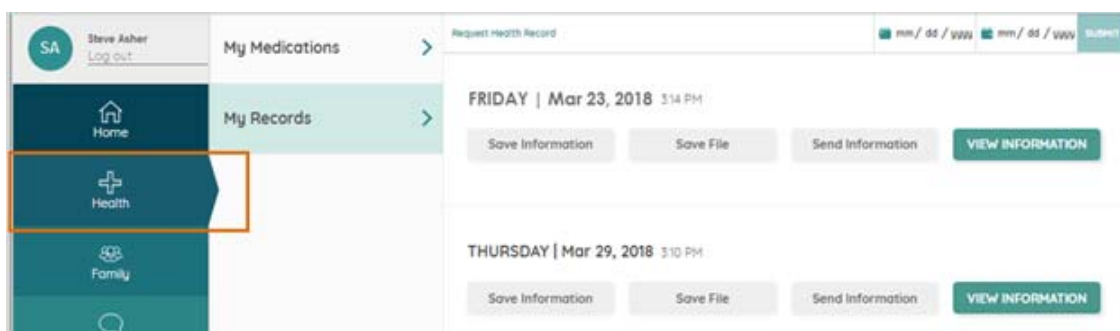 SA
Steve Asher
Log out
Home
Health
Family
My Medications
My Records
Request Health Record
mm / dd / yyyy
mm / dd / yyyy
SUBMIT
FRIDAY | Mar 23, 2018 3:14 PM
Save Information
Save File
Send Information
VIEW INFORMATION
THURSDAY | Mar 29, 2018 3:10 PM
Save Information
Save File
Send Information
VIEW INFORMATION